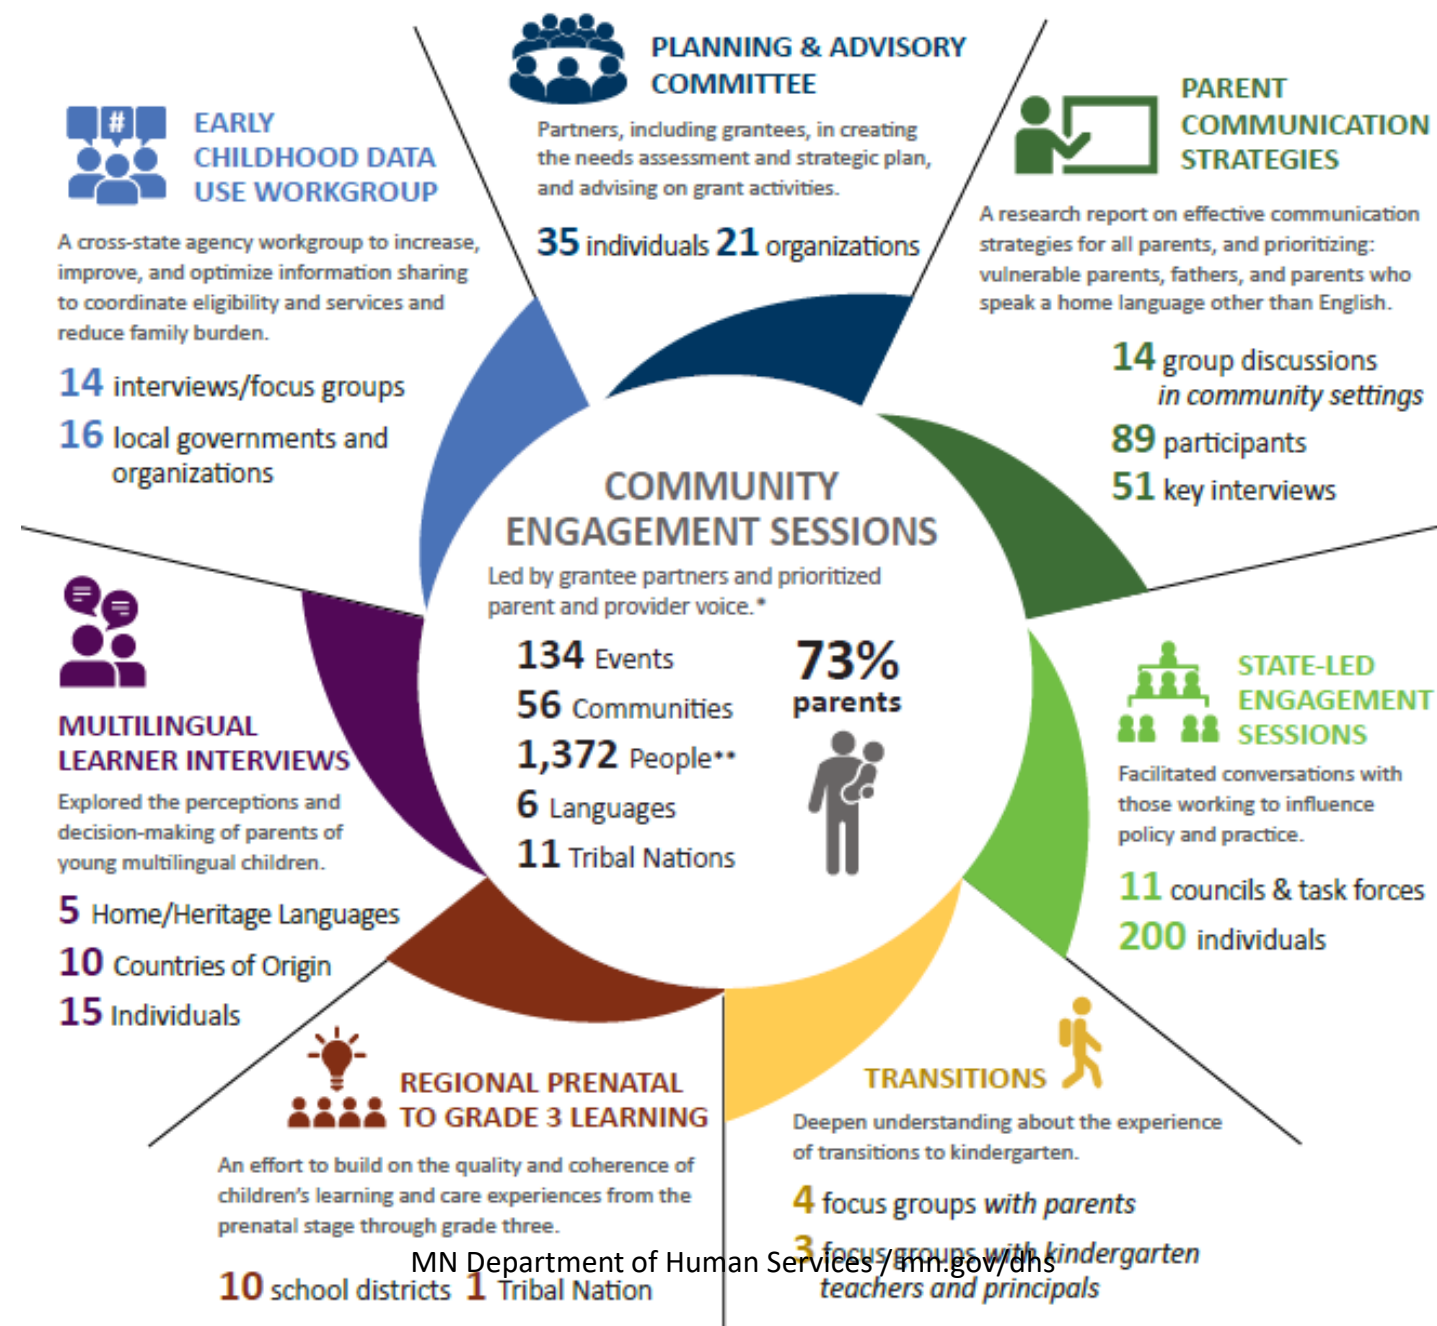 PLANNING & ADVISORY
COMMITTEE
Partners, including grantees, in creating
the needs assessment and strategic plan,
and advising on grant activities.
35 individuals 21 organizations
PARENT
COMMUNICATION
STRATEGIES
A research report on effective communication
strategies for all parents, and prioritizing:
vulnerable parents, fathers, and parents who
speak a home language other than English.
14 group discussions
in community settings
89 participants
51 key interviews
#
EARLY
CHILDHOOD DATA
USE WORKGROUP
A cross-state agency workgroup to increase,
improve, and optimize information sharing
to coordinate eligibility and services and
reduce family burden.
14 interviews/focus groups
16 local governments and
organizations
COMMUNITY
ENGAGEMENT SESSIONS
Led by grantee partners and prioritized
parent and provider voice.*
134 Events
56 Communities
1,372 People**
6 Languages
11 Tribal Nations
73%
parents
STATE-LED
ENGAGEMENT
SESSIONS
Facilitated conversations with
those working to influence
policy and practice.
11 councils & task forces
200 individuals
MULTILINGUAL
LEARNER INTERVIEWS
Explored the perceptions and
decision-making of parents of
young multilingual children.
5 Home/Heritage Languages
10 Countries of Origin
15 Individuals
REGIONAL PRENATAL
TO GRADE 3 LEARNING
An effort to build on the quality and coherence of
children's learning and care experiences from the
prenatal stage through grade three.
10 school districts 1 Tribal Nation
TRANSITIONS
Deepen understanding about the experience
of transitions to kindergarten.
4 focus groups with parents
3 focus groups with kindergarten
teachers and principals
MN Department of Human Services / mn.gov/dhs